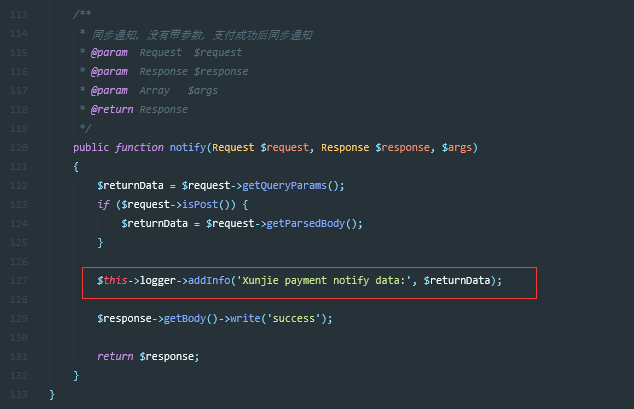 113 /**
114 * 同步通知，没有带参数，支付成功后同步通知
115 * @param Request $request
116 * @param Response $response
117 * @param Array $args
118 * @return Response
119 */
120 public function notify(Request $request, Response $response, $args)
121 {
122 $returnData = $request->getQueryParams();
123 if ($request->isPost()) {
124 $returnData = $request->getParsedBody();
125 }
126
127 $this->logger->addInfo('Xunjie payment notify data:', $returnData);
128
129 $response->getBody()->write('success');
130
131 return $response;
132 }
133 }